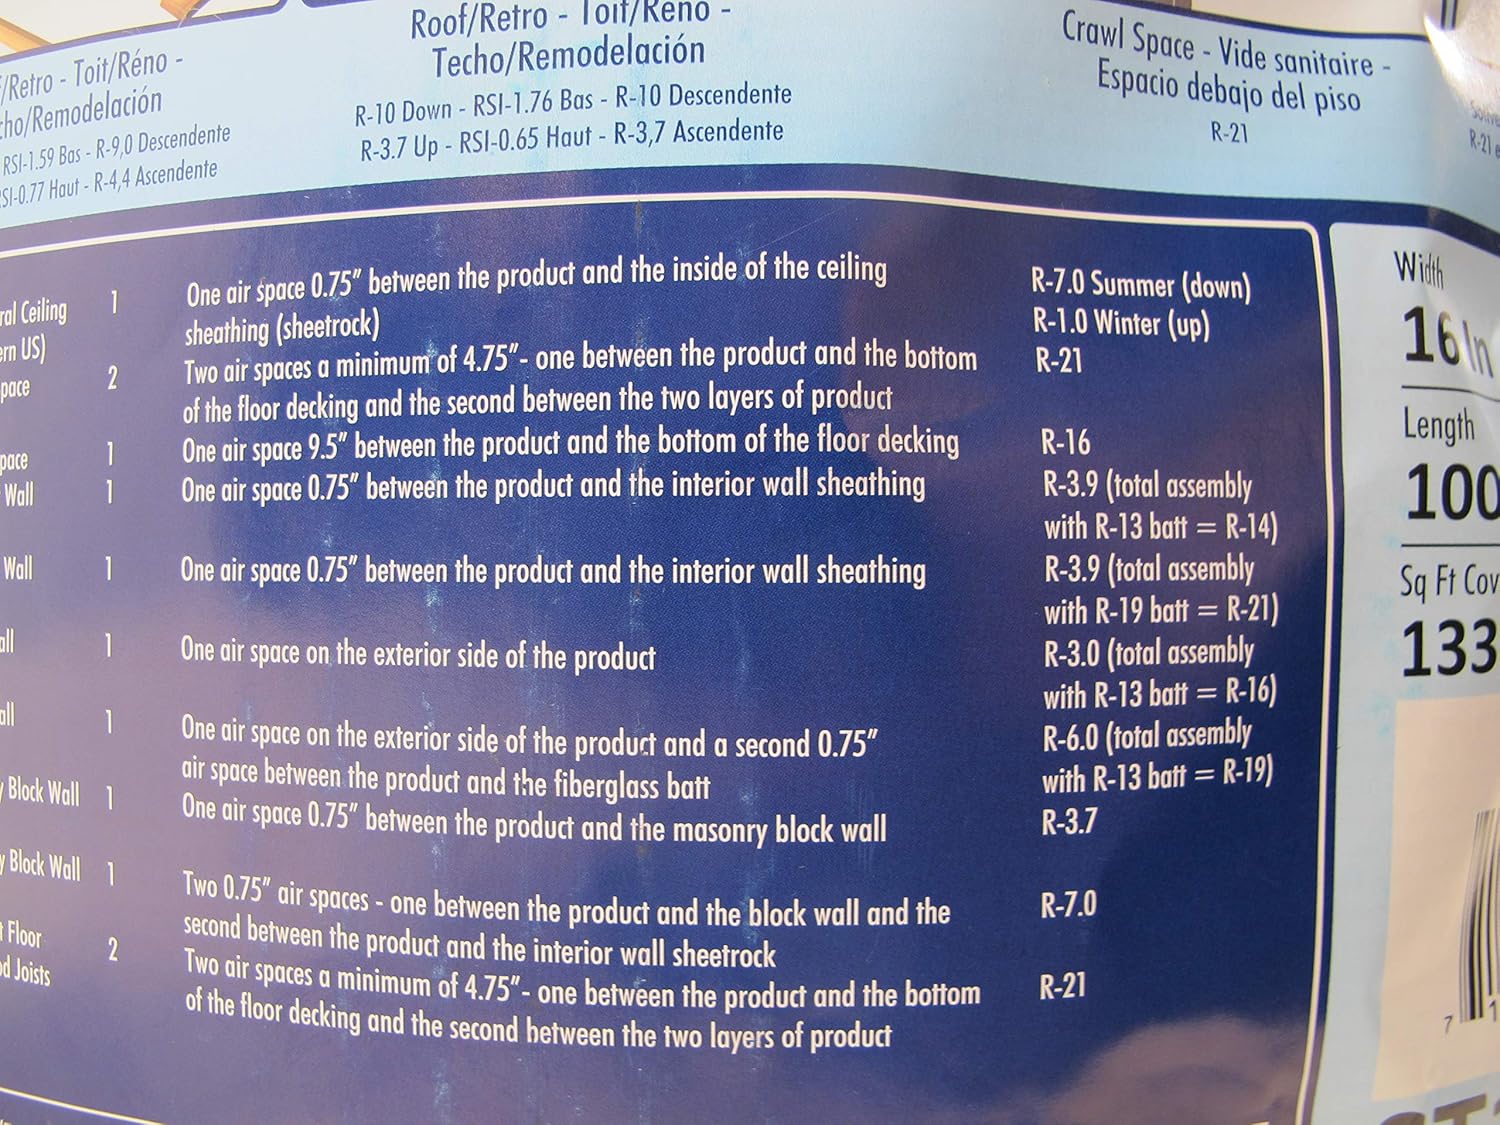 Roof/Retro - Toit/Réno -
Techo/Remodelación
R-10 Down - RSI-1.76 Bas - R-10 Descendente
R-3.7 Up - RSI-0.65 Haut - R-3,7 Ascendente
/Retro - Toit/Réno -
cho/Remodelación
RSI-1.59 Bas - R-9,0 Descendente
RSI-0.77 Haut - R-4,4 Ascendente
Crawl Space - Vide sanitaire -
Espacio debajo del piso
R-21
R-21
ral Ceiling
ern US)
1
One air space 0.75" between the product and the inside of the ceiling
sheathing (sheetrock)
R-7.0 Summer (down)
R-1.0 Winter (up)
pace
2
Two air spaces a minimum of 4.75"- one between the product and the bottom
of the floor decking and the second between the two layers of product
R-21
pace
1
One air space 9.5" between the product and the bottom of the floor decking
R-16
Wall
1
One air space 0.75" between the product and the interior wall sheathing
R-3.9 (total assembly
with R-13 batt = R-14)
Wall
1
One air space 0.75" between the product and the interior wall sheathing
R-3.9 (total assembly
with R-19 batt = R-21)
all
1
One air space on the exterior side of the product
R-3.0 (total assembly
with R-13 batt = R-16)
all
1
One air space on the exterior side of the product and a second 0.75"
air space between the product and the fiberglass batt
R-6.0 (total assembly
with R-13 batt = R-19)
y Block Wall
1
One air space 0.75" between the product and the masonry block wall
R-3.7
y Block Wall
1
Two 0.75" air spaces - one between the product and the block wall and the
second between the product and the interior wall sheetrock
R-7.0
t Floor
d Joists
2
Two air spaces a minimum of 4.75"- one between the product and the bottom
of the floor decking and the second between the two layers of product
R-21
Width
16 In
Length
100
Sq Ft Cov
133
7 1